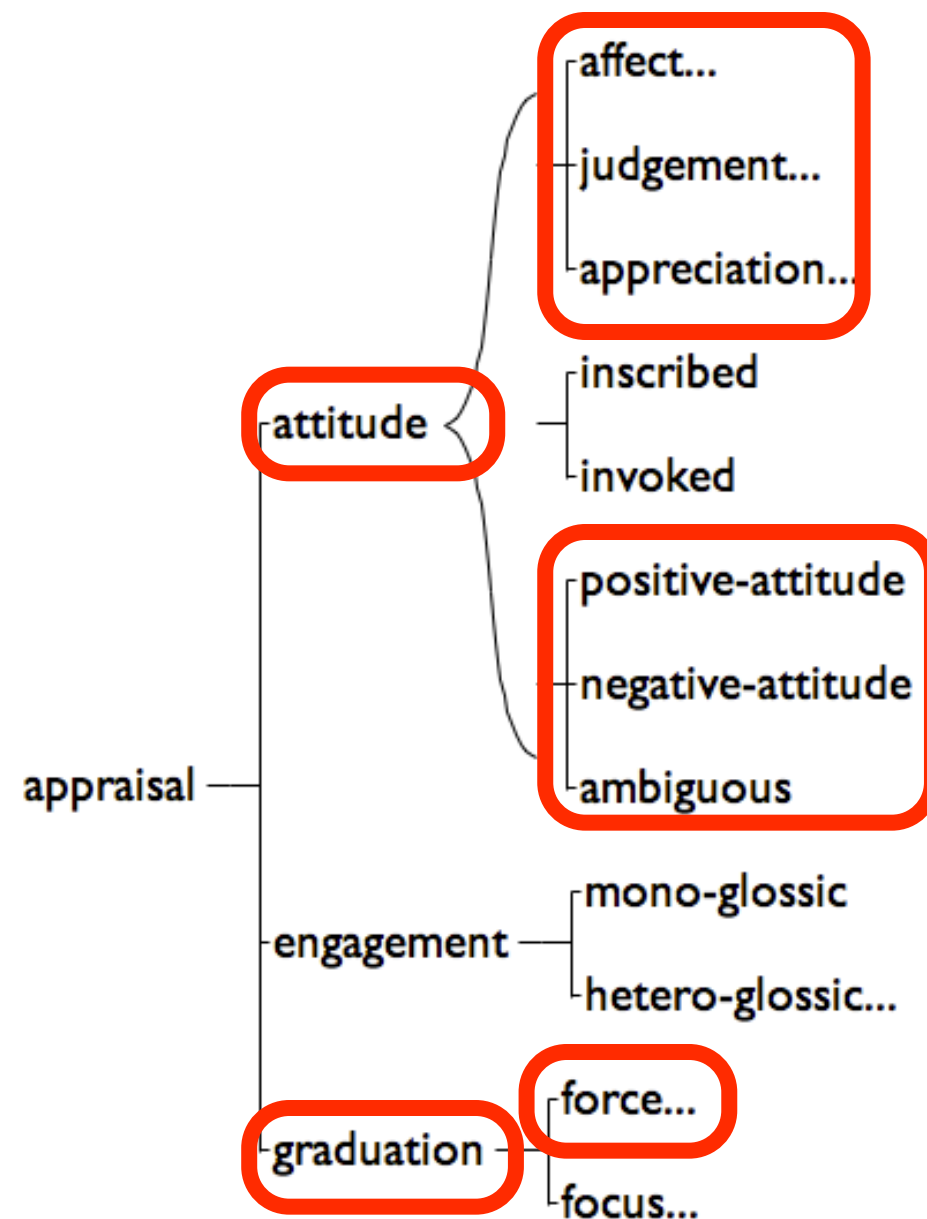 affect...
judgement...
appreciation...
inscribed
attitude
invoked
positive-attitude
negative-attitude
appraisal
ambiguous
mono-glossic
engagement
hetero-glossic...
force...
graduation
focus...